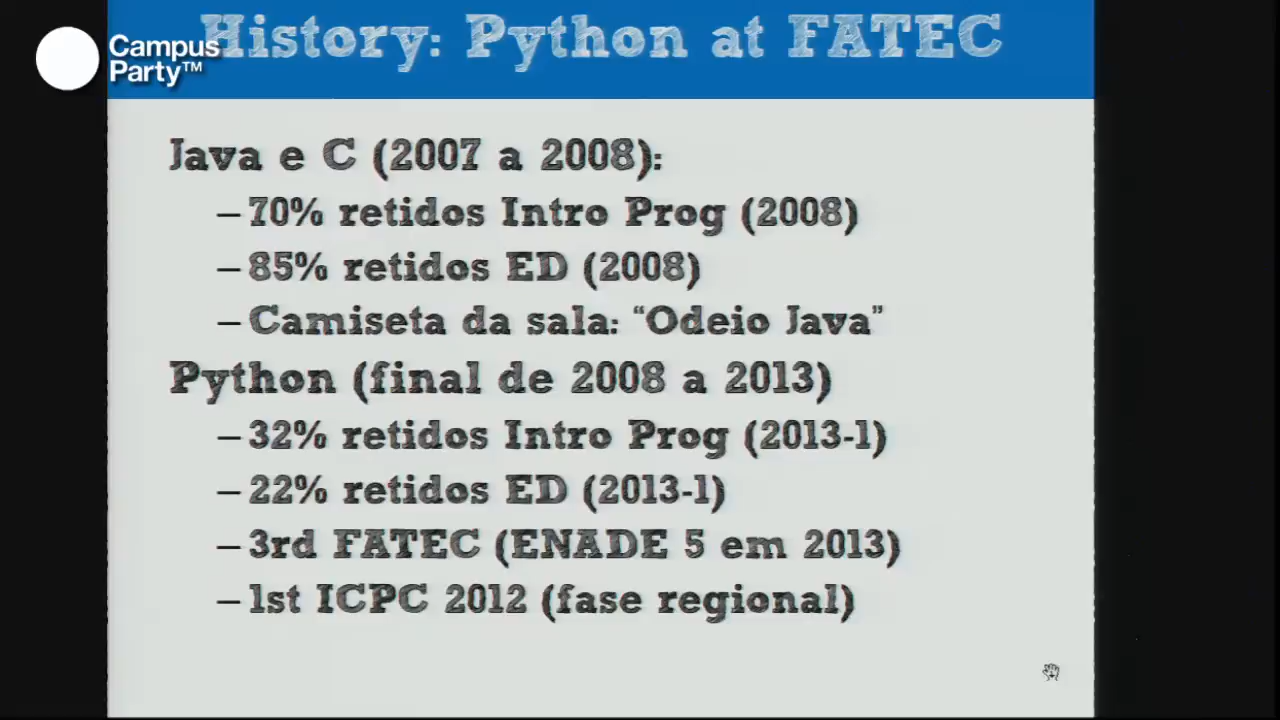 History: Python at FATEC
Campus
Party™
Java e C (2007 a 2008):
–70% retidos Intro Prog (2008)
–85% retidos ED (2008)
–Camiseta da sala: “Odeio Java”
Python (final de 2008 a 2013)
–32% retidos Intro Prog (2013-1)
–22% retidos ED (2013-1)
–3rd FATEC (ENADE 5 em 2013)
–1st ICPC 2012 (fase regional)